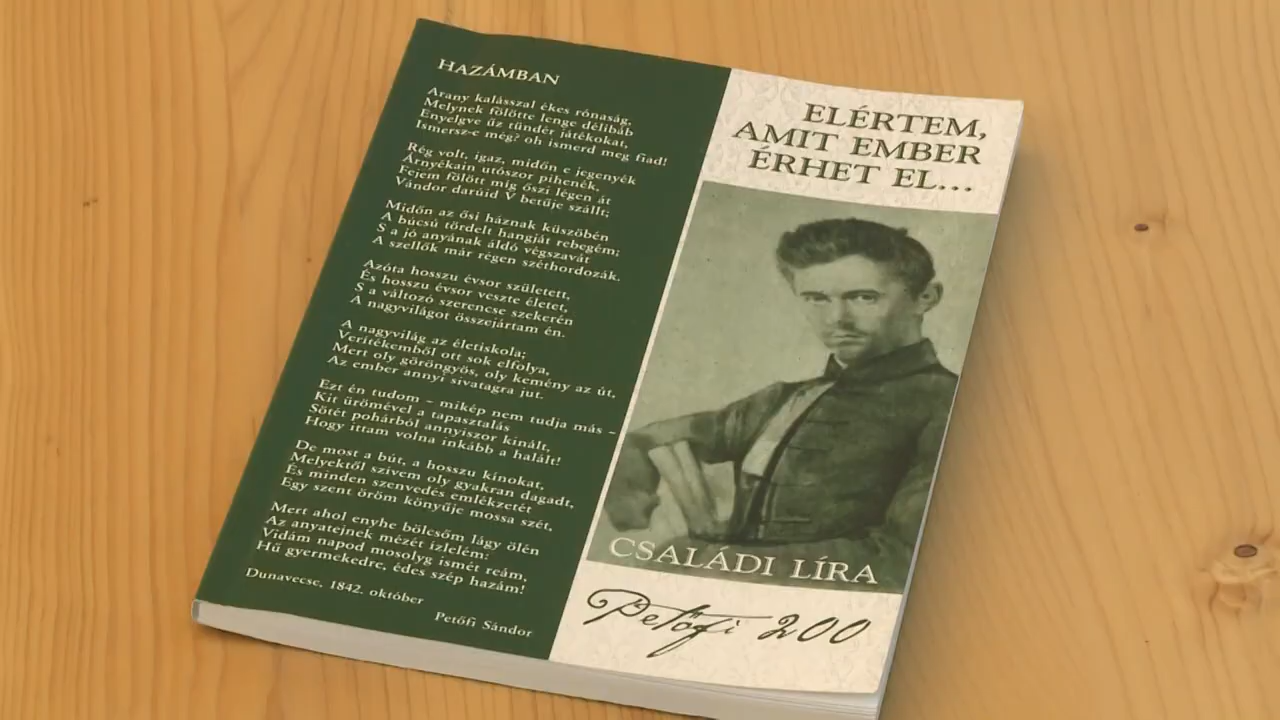 HAZÁMBAN
Arany kalásszal ékes rónaság,
Melynek fölötte lenge délibáb
Enyelgve űz tündér játékokat,
Ismersz-e még? oh ismerd meg fiad!
Rég volt, igaz, midőn e jegenyék
Árnyékain utószor pihenék,
Fejem fölött míg őszi légen át
Vándor darúid V betűje szállt;
Midőn az ősi háznak küszöbén
A búcsú tördelt hangját rebegém;
S a jó anyának áldó végszavát
A szellők már régen széthordozák.
Azóta hosszu évsor született,
És hosszu évsor veszte életet,
S a változó szerencse szekerén
A nagyvilágot összejártam én.
A nagyvilág az életiskola;
Verítékemből ott sok elfolya,
Mert oly göröngyös, oly kemény az út,
Az ember annyi sivatagra jut.
Ezt én tudom – mikép nem tudja más –
Kit ürömével a tapasztalás
Sötét pohárból annyiszor kinált,
Hogy ittam volna inkább a halált!
De most a bút, a hosszu kínokat,
Melyektől szivem oly gyakran dagadt,
És minden szenvedés emlékzetét
Egy szent öröm könyűje mossa szét,
Mert ahol enyhe bölcsőm lágy ölén
Az anyatejnek mézét ízlelém:
Vidám napod mosolyg ismét reám,
Hű gyermekedre, édes szép hazám!
Dunavecse, 1842. október
Petőfi Sándor
ELÉRTEM,
AMIT EMBER
ÉRHET EL...
CSALÁDI LÍRA
Petőfi 200